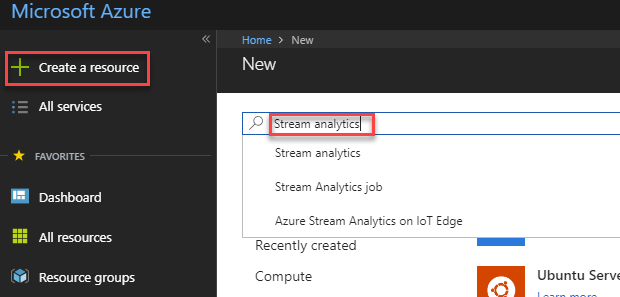 Microsoft Azure
«
Create a resource
All services
FAVORITES
Dashboard
All resources
Resource groups
Home > New
New
Stream analytics
Stream analytics
Stream Analytics job
Azure Stream Analytics on IoT Edge
Recently created
Compute
Ubuntu Serve
Learn more